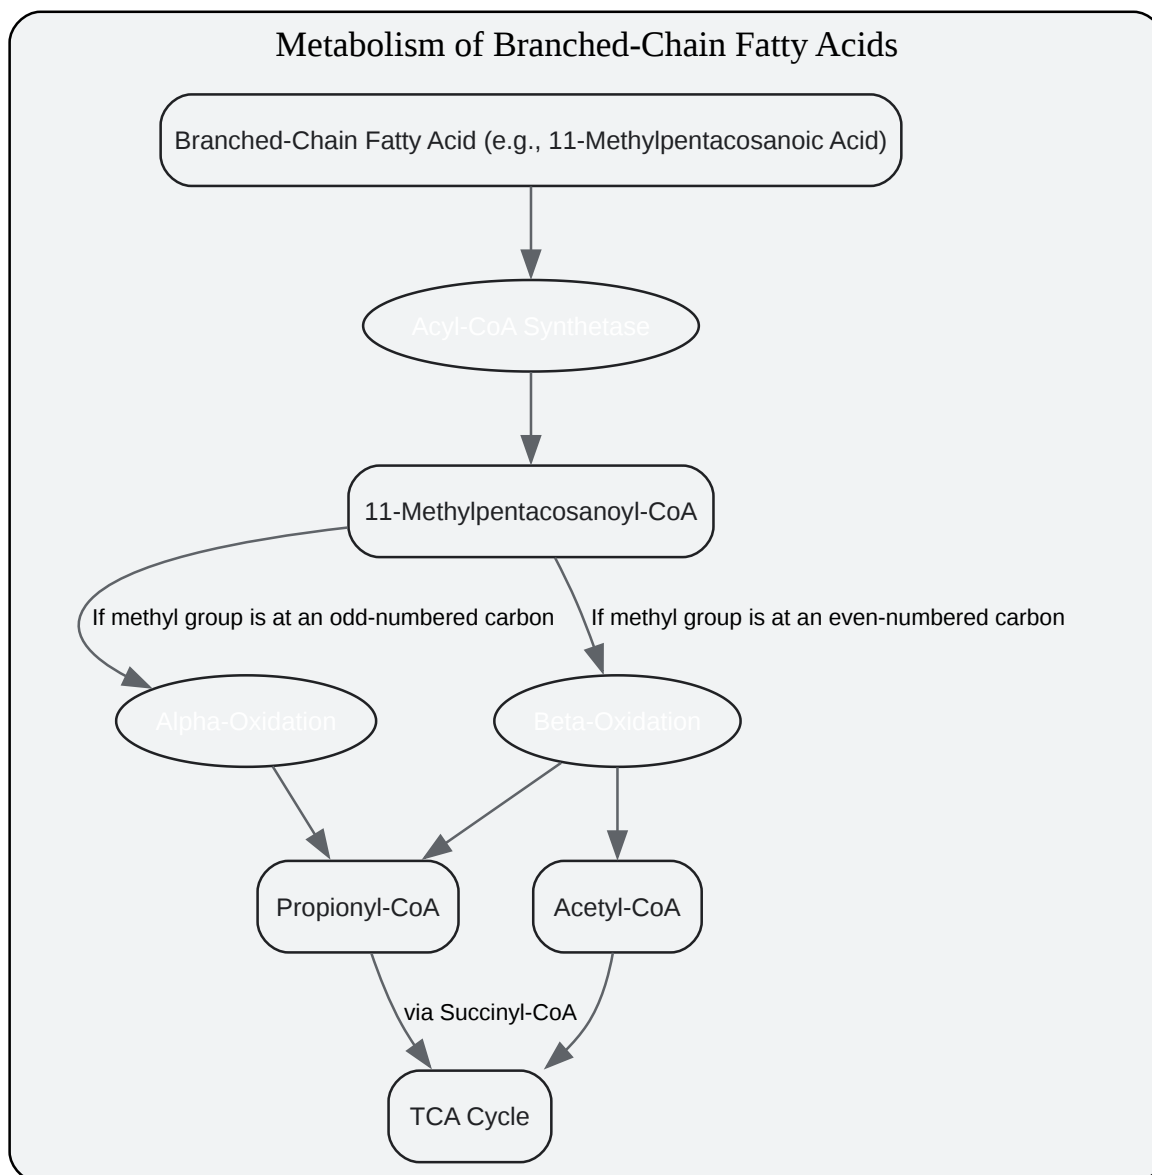 Metabolism of Branched-Chain Fatty Acids
Branched-Chain Fatty Acid (e.g., 11-Methylpentacosanoic Acid)
Acyl-CoA Synthetase
11-Methylpentacosanoyl-CoA
If methyl group is at an odd-numbered carbon
If methyl group is at an even-numbered carbon
Alpha-Oxidation
Beta-Oxidation
Propionyl-CoA
Acetyl-CoA
via Succinyl-CoA
TCA Cycle